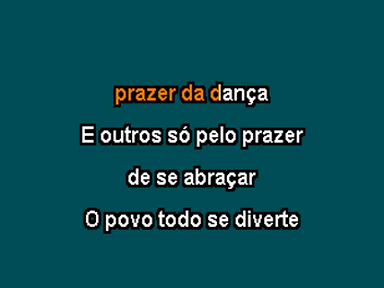 prazer da dança
E outros só pelo prazer
de se abraçar
O povo todo se diverte